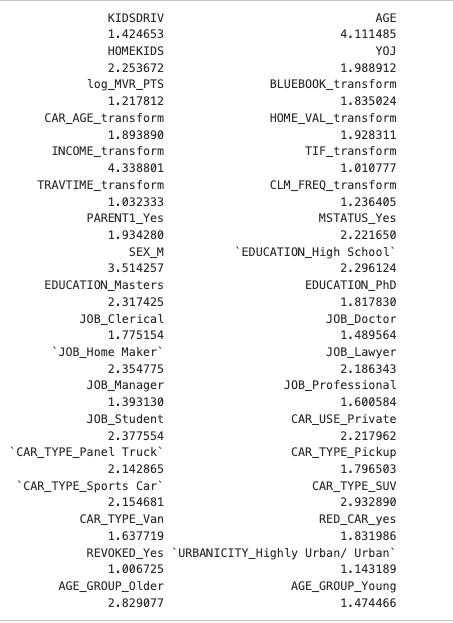 KIDSDRIV AGE
1.424653 4.111485
HOMEKIDS YOJ
2.253672 1.988912
log_MVR_PTS BLUEBOOK_transform
1.217812 1.835024
CAR_AGE_transform HOME_VAL_transform
1.893890 1.928311
INCOME_transform TIF_transform
4.338801 1.010777
TRAVTIME_transform CLM_FREQ_transform
1.032333 1.236405
PARENT1_Yes MSTATUS_Yes
1.934280 2.221650
SEX_M `EDUCATION_High School`
3.514257 2.296124
EDUCATION_Masters EDUCATION_PhD
2.317425 1.817830
JOB_Clerical JOB_Doctor
1.775154 1.489564
`JOB_Home Maker` JOB_Lawyer
2.354775 2.186343
JOB_Manager JOB_Professional
1.393130 1.600584
JOB_Student CAR_USE_Private
2.377554 2.217962
`CAR_TYPE_Panel Truck` CAR_TYPE_Pickup
2.142865 1.796503
`CAR_TYPE_Sports Car` CAR_TYPE_SUV
2.154681 2.932890
CAR_TYPE_Van RED_CAR_yes
1.637719 1.831986
REVOKED_Yes `URBANICITY_Highly Urban/ Urban`
1.006725 1.143189
AGE_GROUP_Older AGE_GROUP_Young
2.829077 1.474466